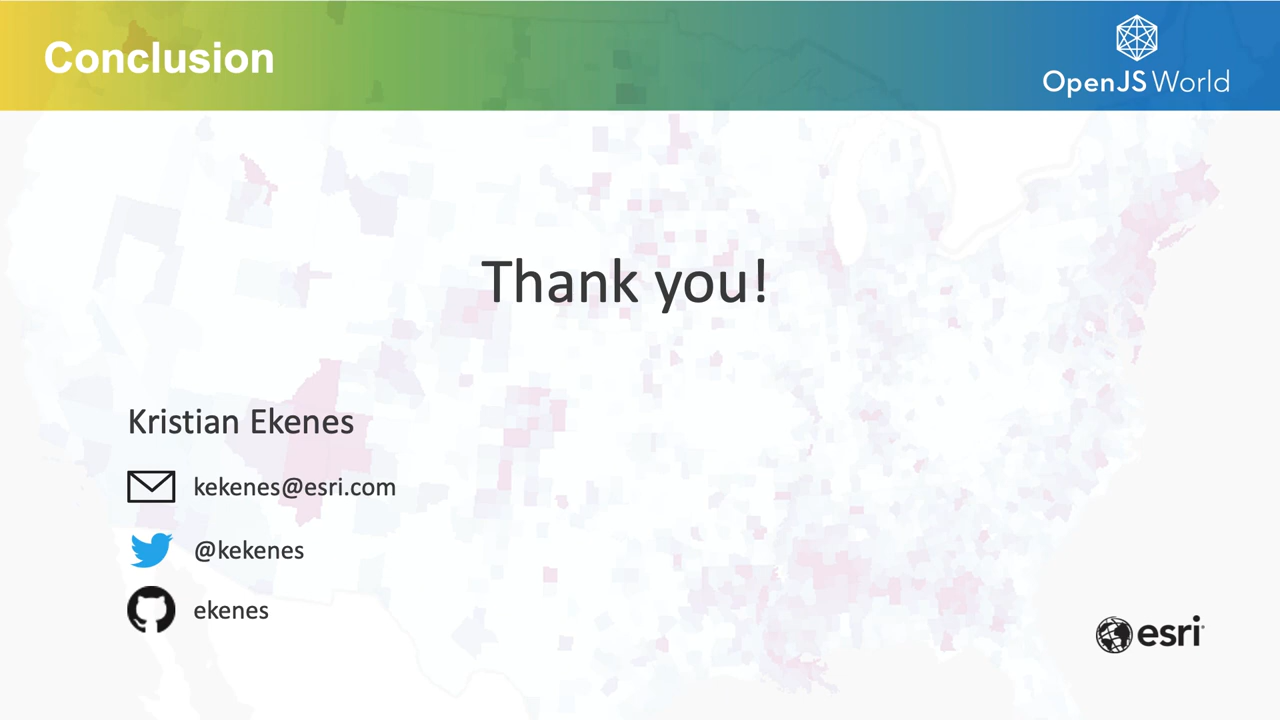 Conclusion
OpenJS World
Thank you!
Kristian Ekenes
kekenes@esri.com
@kekenes
ekenes
esri